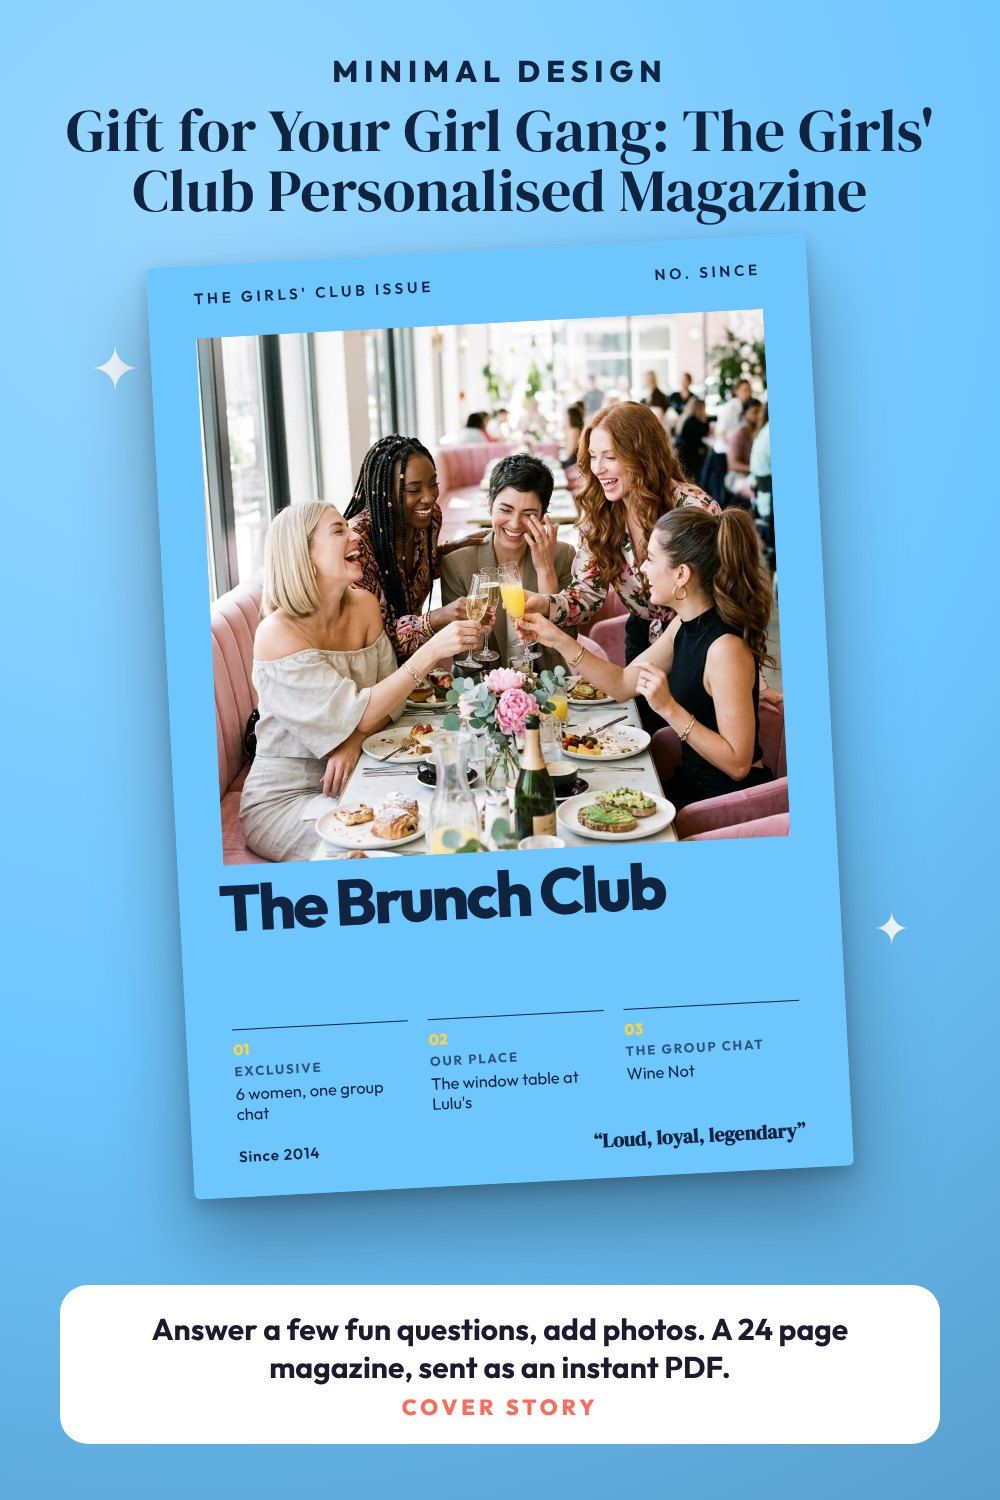 MINIMAL DESIGN
Gift for Your Girl Gang: The Girls'
Club Personalised Magazine
THE GIRLS' CLUB ISSUE
NO. SINCE
The Brunch Club
01
EXCLUSIVE
6 women, one group
chat
02
OUR PLACE
The window table at
Lulu's
03
THE GROUP CHAT
Wine Not
Since 2014
“Loud, loyal, legendary”
Answer a few fun questions, add photos. A 24 page
magazine, sent as an instant PDF.
COVER STORY